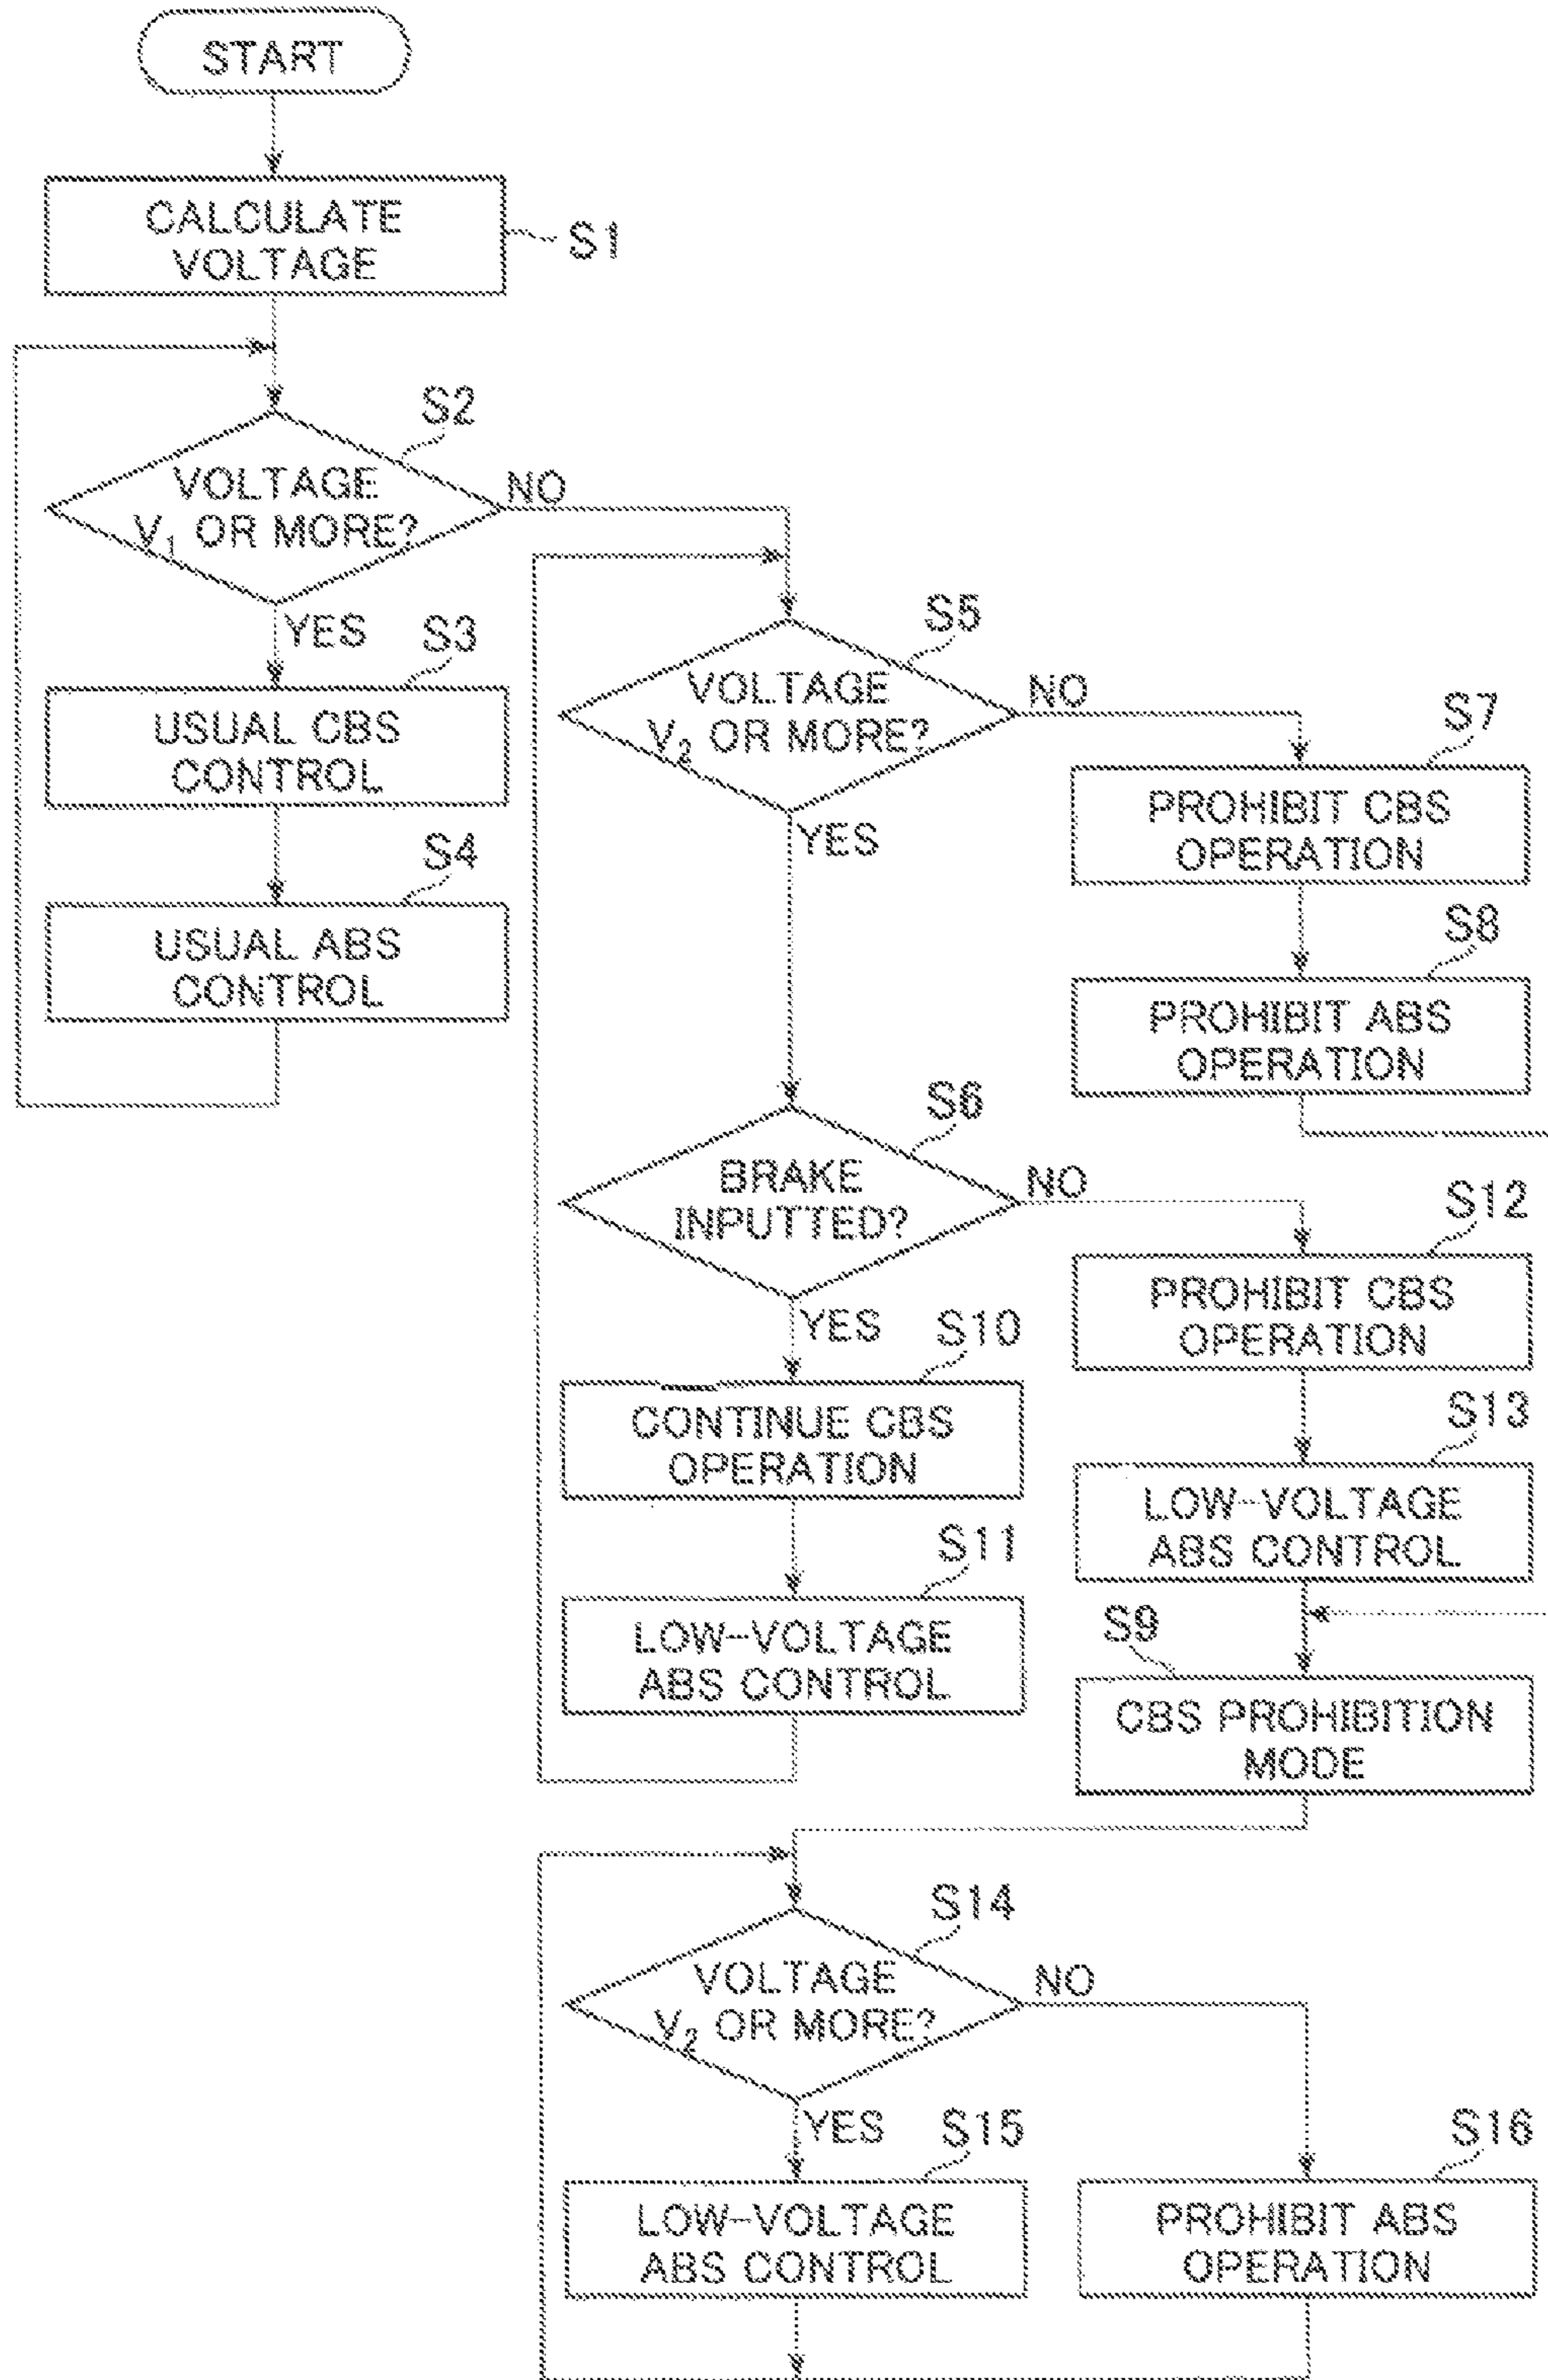 START
CALCULATE
VOLTAGE
S1
S2
VOLTAGE
V1 OR MORE?
NO
YES
S3
USUAL CBS
CONTROL
S4
USUAL ABS
CONTROL
S5
VOLTAGE
V2 OR MORE?
NO
YES
S7
PROHIBIT CBS
OPERATION
S8
PROHIBIT ABS
OPERATION
S6
BRAKE
INPUTTED?
NO
YES
S10
CONTINUE CBS
OPERATION
S11
LOW-VOLTAGE
ABS CONTROL
S12
PROHIBIT CBS
OPERATION
S13
LOW-VOLTAGE
ABS CONTROL
S9
CBS PROHIBITION
MODE
S14
VOLTAGE
V2 OR MORE?
NO
YES
S15
LOW-VOLTAGE
ABS CONTROL
S16
PROHIBIT ABS
OPERATION